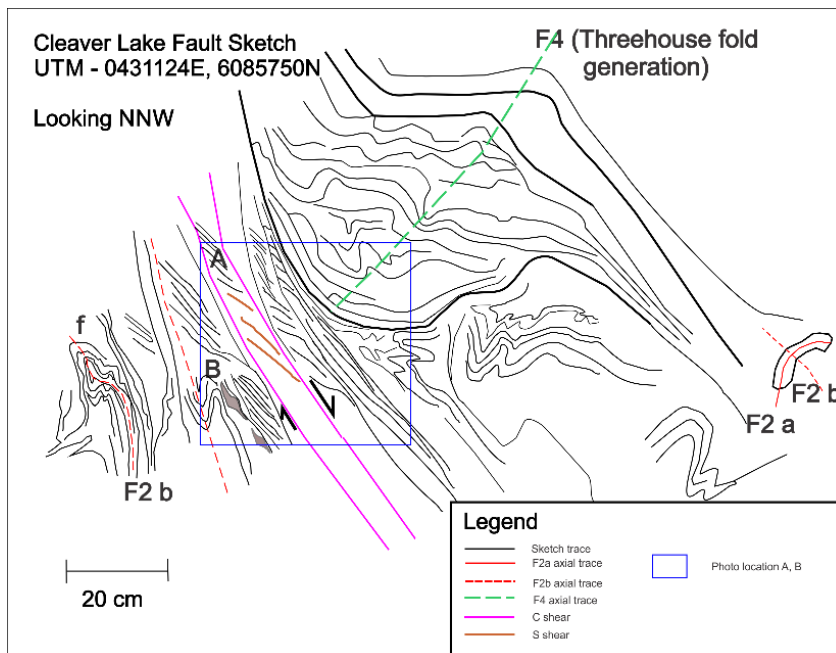 Cleaver Lake Fault Sketch
UTM - 0431124E, 6085750N
Looking NNW
F4 (Threehouse fold
generation)
A
f
B
F2 b
F2 b
F2 a
20 cm
Legend
Sketch trace
F2a axial trace
F2b axial trace
F4 axial trace
C shear
S shear
Photo location A, B